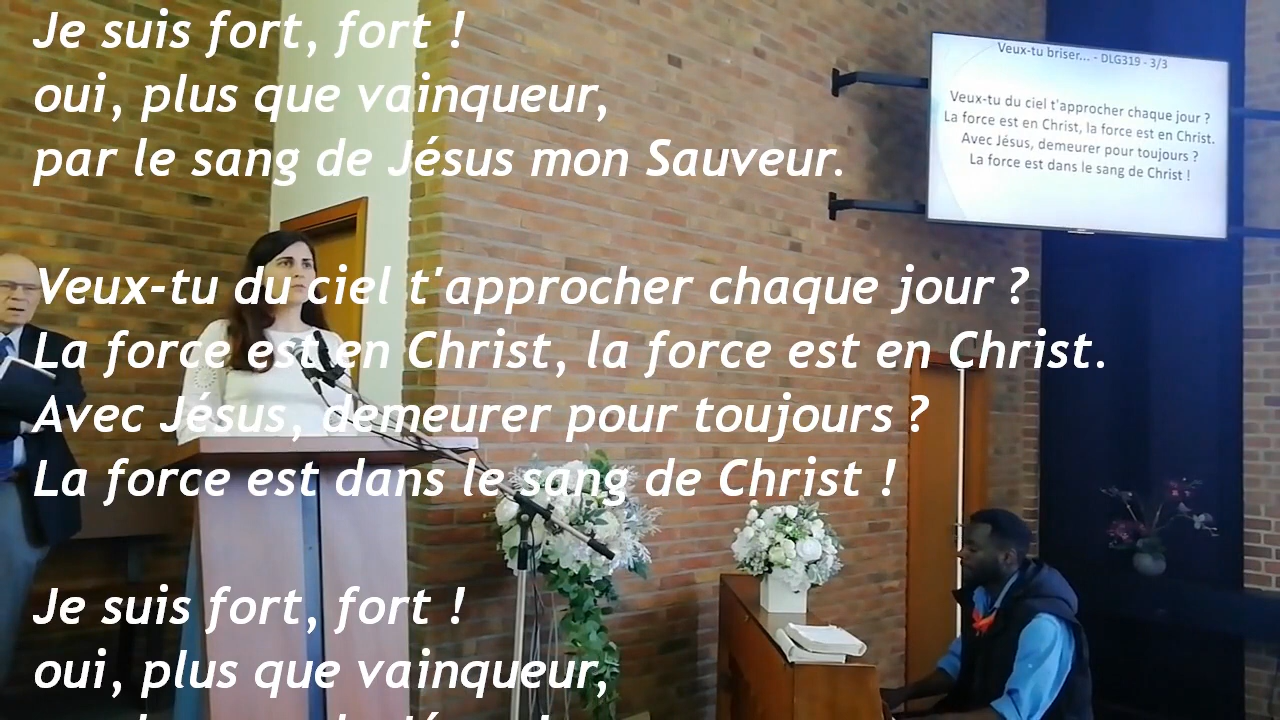 Je suis fort, fort !
oui, plus que vainqueur,
par le sang de Jésus mon Sauveur.
Veux-tu du ciel t'approcher chaque jour ?
La force est en Christ, la force est en Christ.
Avec Jésus, demeurer pour toujours ?
La force est dans le sang de Christ !
Je suis fort, fort !
oui, plus que vainqueur,
Veux-tu briser... - DLG319 - 3/3
Veux-tu du ciel t'approcher chaque jour ?
La force est en Christ, la force est en Christ.
Avec Jésus, demeurer pour toujours ?
La force est dans le sang de Christ !